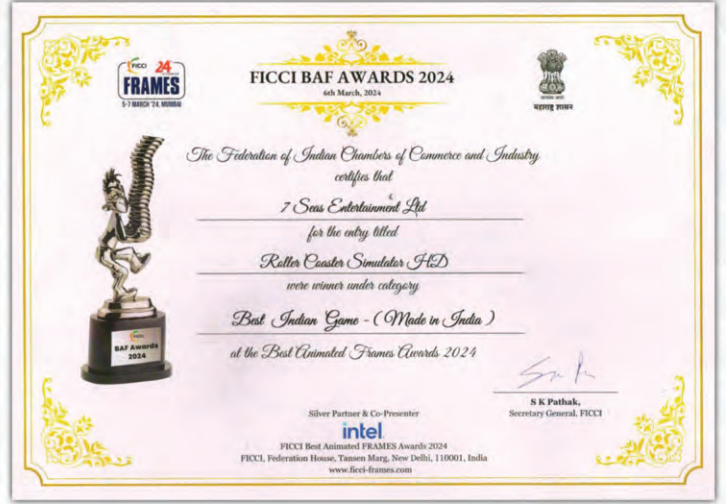 FICCI 24
FRAMES
5-7 MARCH '24, MUMBAI
FICCI BAF AWARDS 2024
6th March, 2024
महाराष्ट्र शासन
The Federation of Indian Chambers of Commerce and Industry
certifies that
7 Seas Entertainment Ltd
for the entry titled
Roller Coaster Simulator HD
were winner under category
Best Indian Game - ( Made in India )
at the Best Animated Frames Awards 2024
FICCI
BAF Awards
2024
S K Pathak,
Secretary General, FICCI
Silver Partner & Co-Presenter
intel
FICCI Best Animated FRAMES Awards 2024
FICCI, Federation House, Tansen Marg, New Delhi, 110001, India
www.ficci-frames.com